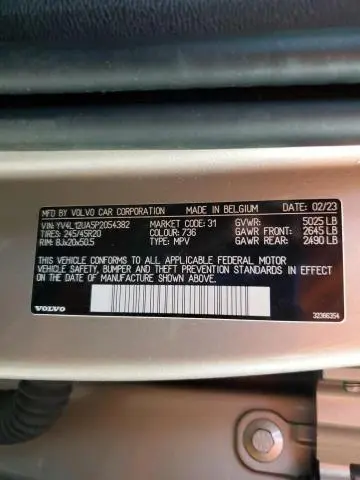 MFD BY VOLVO CAR CORPORATION MADE IN BELGIUM DATE: 02/23
VIN: YV4L12UA5P2054382 MARKET CODE: 31 GVWR: 5025 LB
TIRES: 245/45R20 COLOUR: 736 GAWR FRONT: 2645 LB
RIM: 8Jx20x50.5 TYPE: MPV GAWR REAR: 2490 LB
THIS VEHICLE CONFORMS TO ALL APPLICABLE FEDERAL MOTOR
VEHICLE SAFETY, BUMPER AND THEFT PREVENTION STANDARDS IN EFFECT
ON THE DATE OF MANUFACTURE SHOWN ABOVE.
VOLVO 32366354